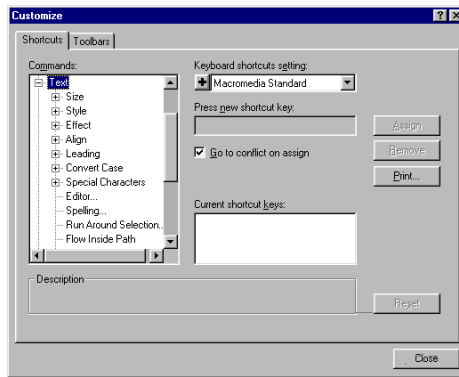 Customize
Shortcuts Toolbars
Commands:
Text
Size
Style
Effect
Align
Leading
Convert Case
Special Characters
Editor...
Spelling...
Run Around Selection..
Flow Inside Path
Keyboard shortcuts setting:
Macromedia Standard
Press new shortcut key:
Go to conflict on assign
Current shortcut keys:
Assign
Remove
Print...
Description
Reset
Close